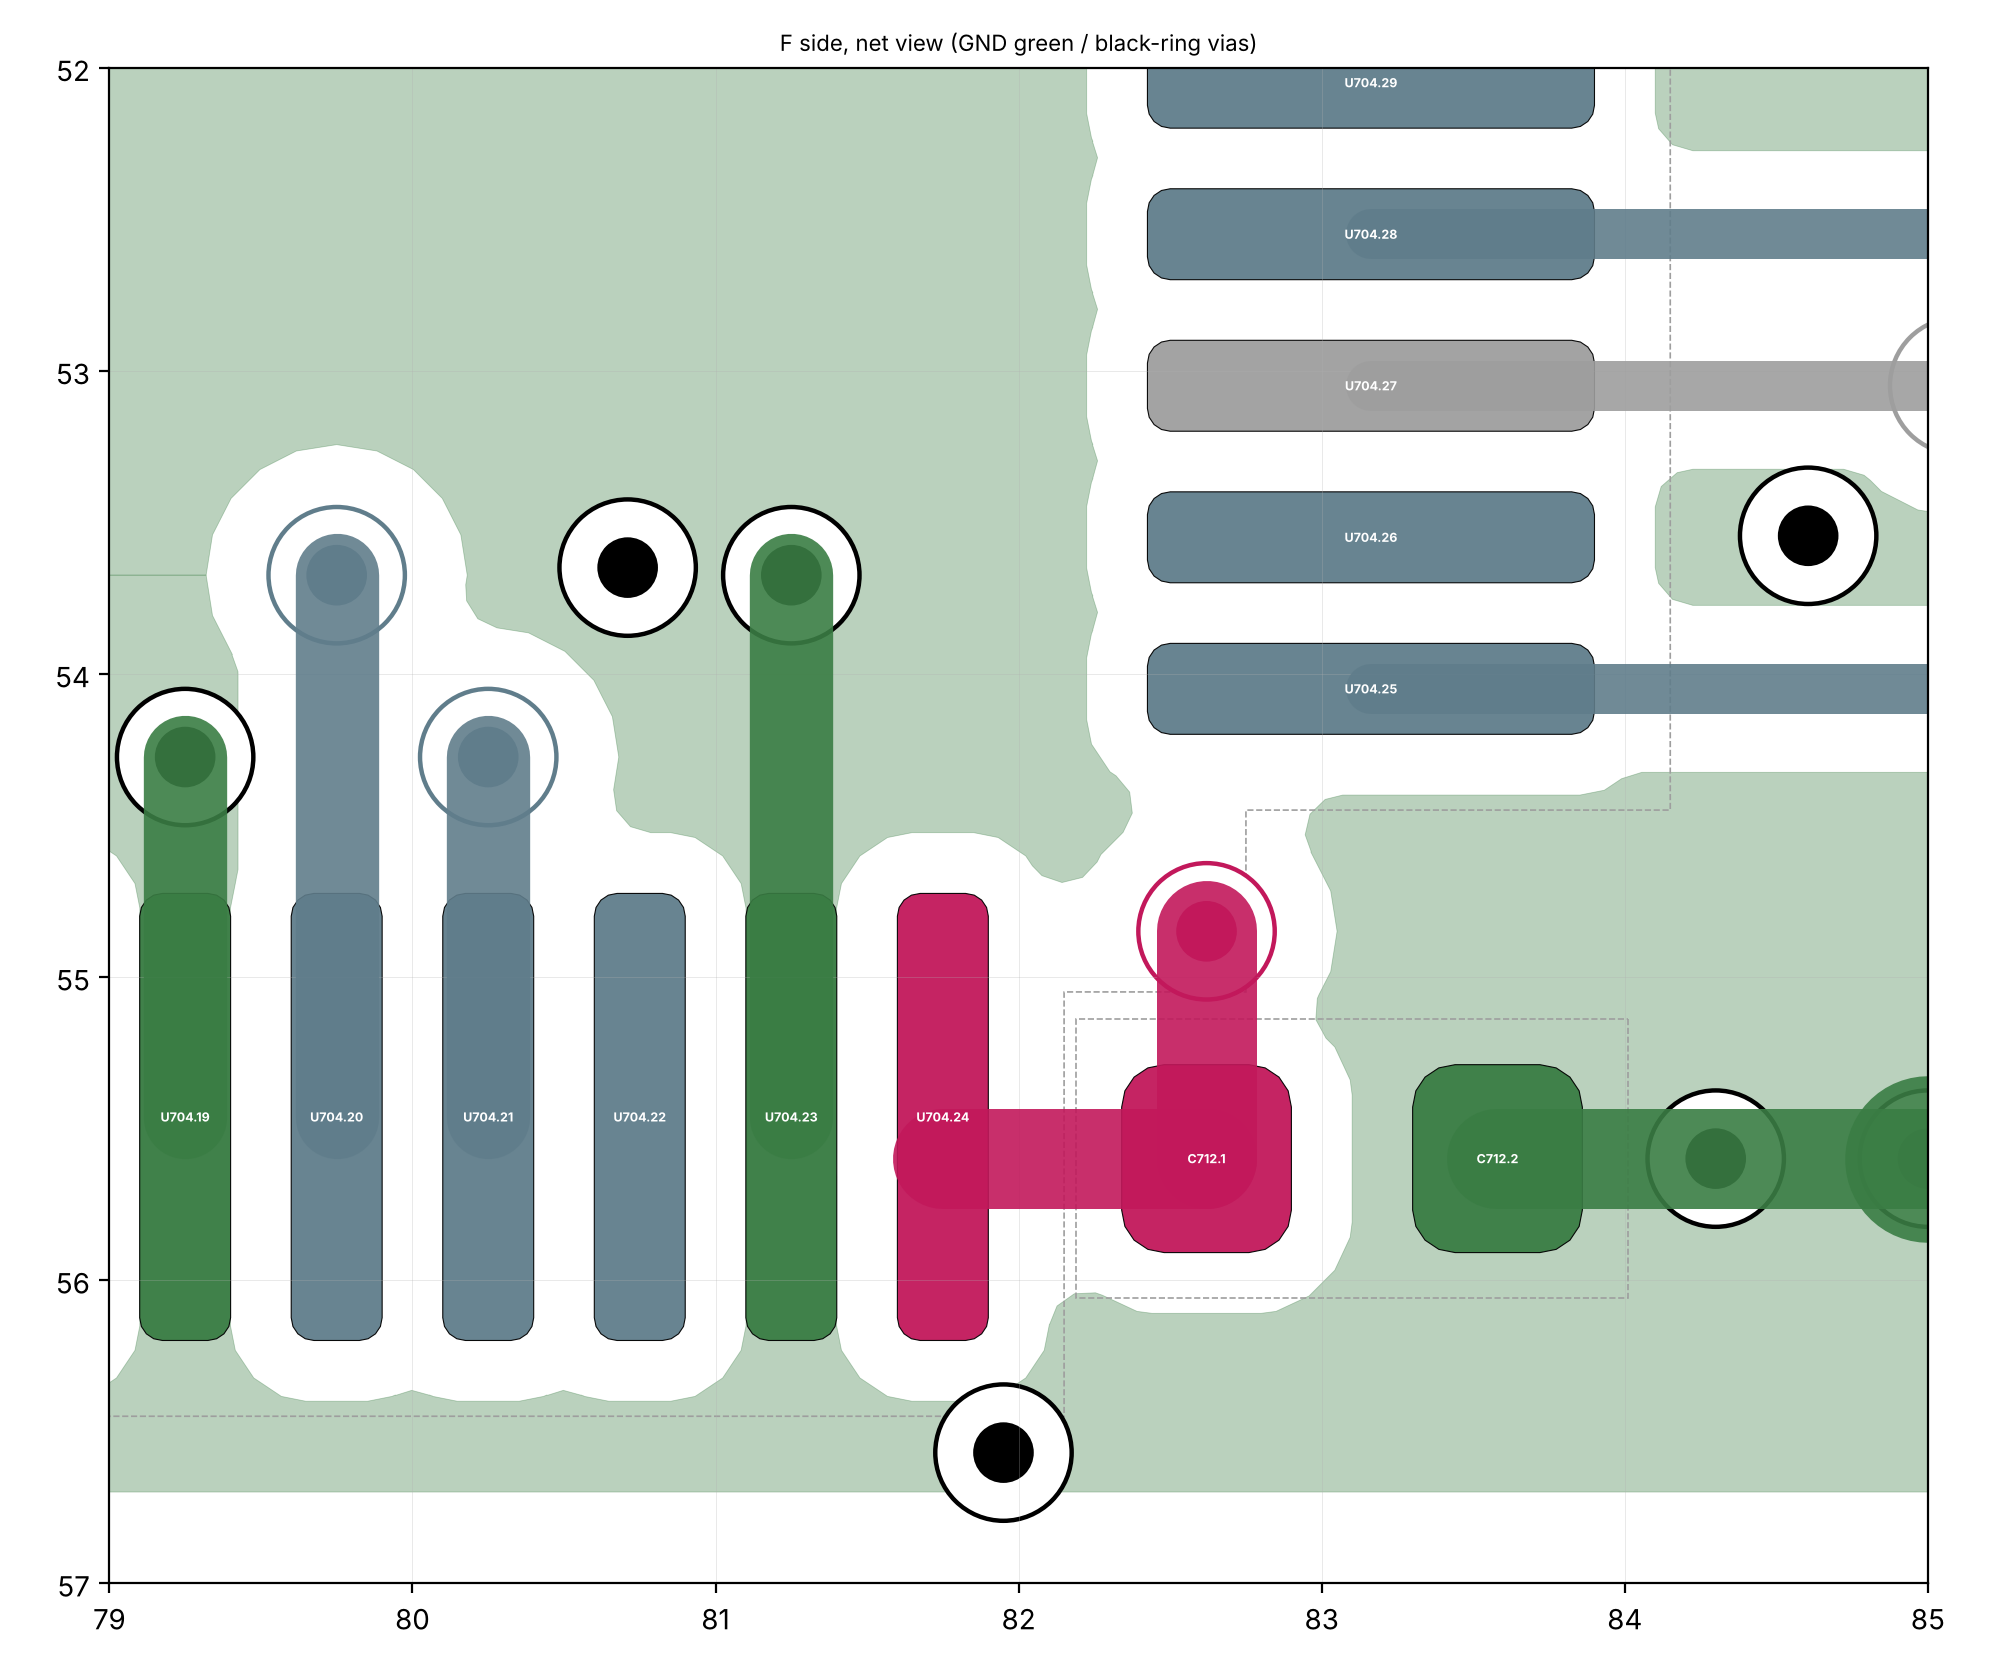 F side, net view (GND green / black-ring vias)
52
U704.29
U704.28
53
U704.27
U704.26
54
U704.25
55
U704.19 U704.20 U704.21 U704.22 U704.23 U704.24
C712.1 C712.2
56
57
79 80 81 82 83 84 85